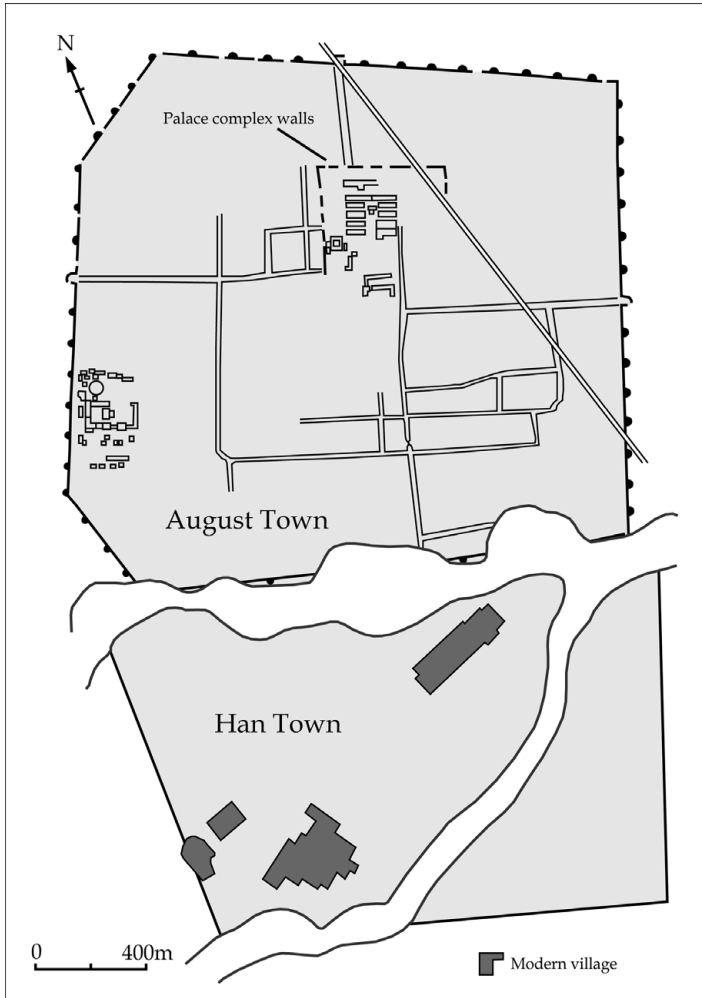 N
Palace complex walls
August Town
Han Town
0 400m
Modern village